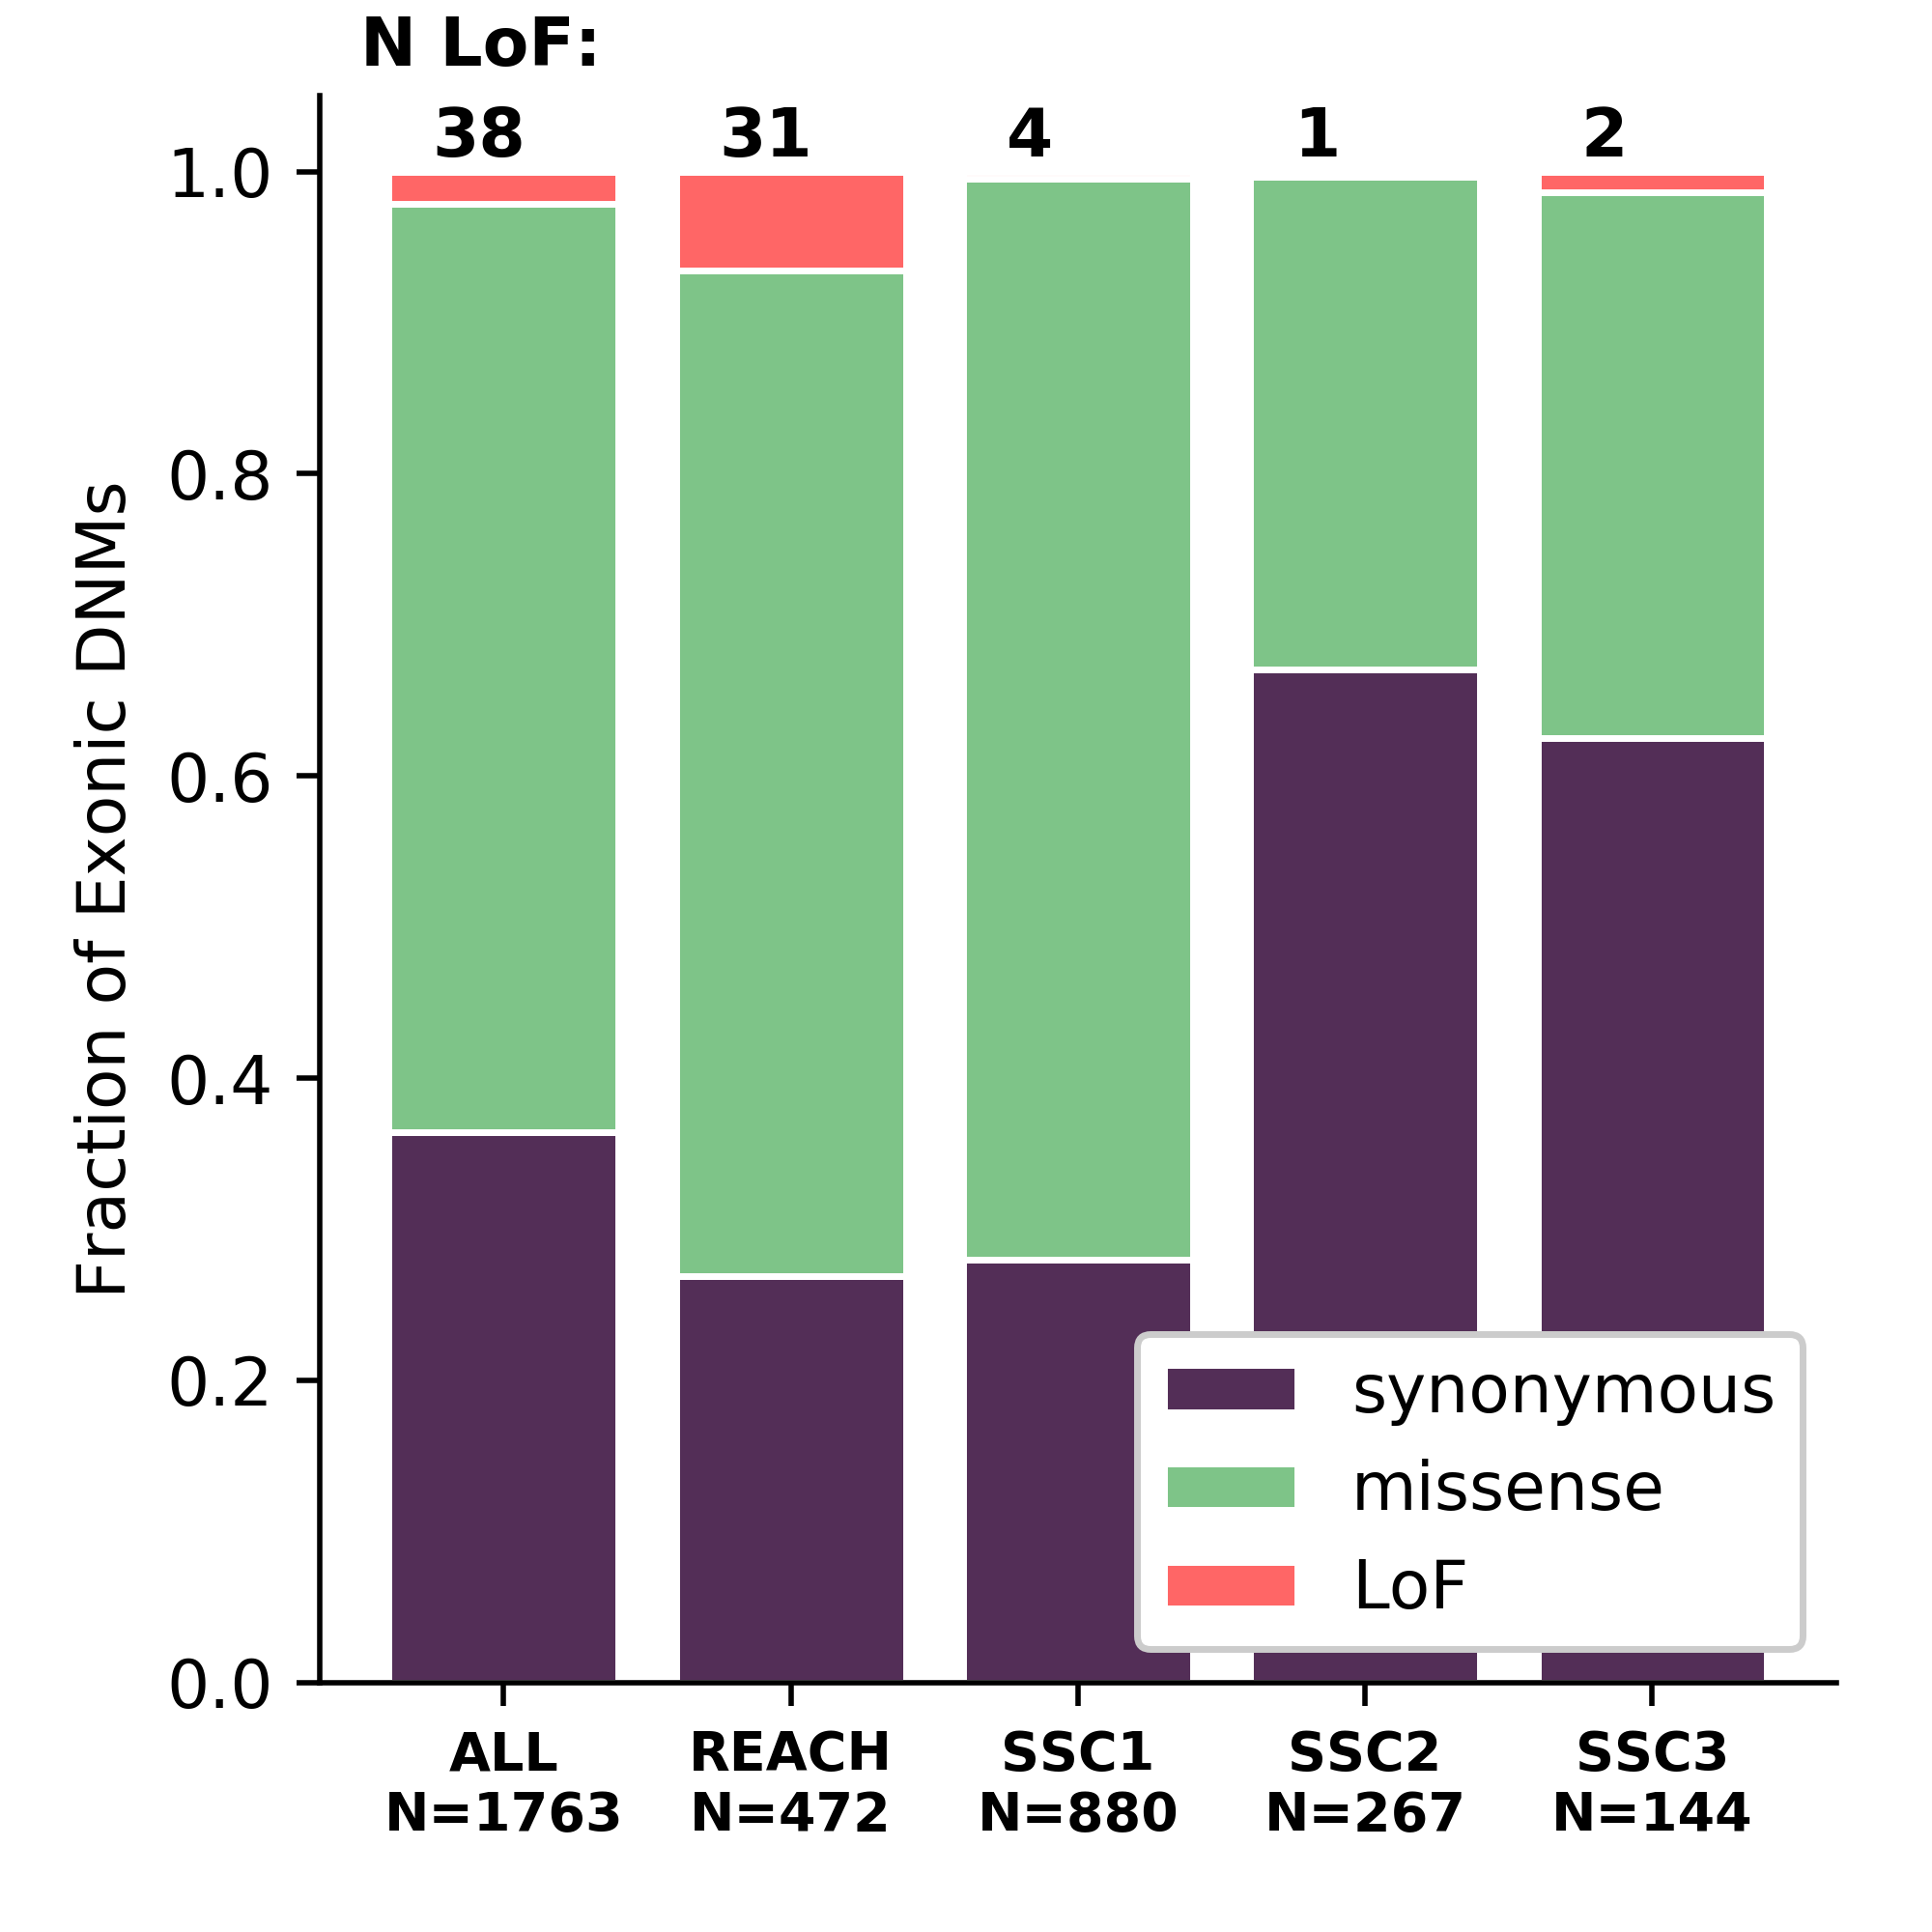 N LoF:
38 31 4 1 2
1.0
0.8
0.6
0.4
0.2
0.0
Fraction of Exonic DNMs
synonymous
missense
LoF
ALL REACH SSC1 SSC2 SSC3
N=1763 N=472 N=880 N=267 N=144